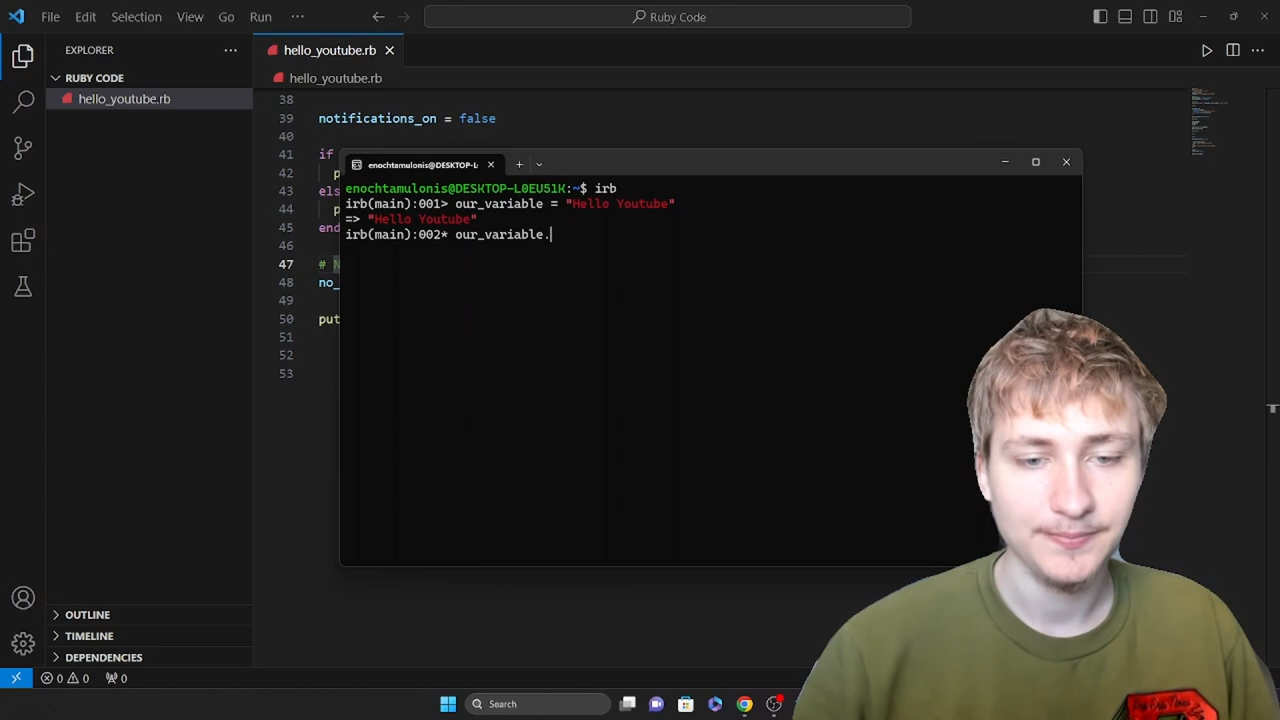 File Edit Selection View Go Run ··· Ruby Code
EXPLORER ···
hello_youtube.rb
RUBY CODE
hello_youtube.rb
hello_youtube.rb
38
39 notifications_on = false
40
41 if
42 p
43 els
44 p
45 end
46
47 #
48 no_
49
50 put
51
52
53
enochtamulonis@DESKTOP-L
enochtamulonis@DESKTOP-L0EU51K:~$ irb
irb(main):001> our_variable = "Hello Youtube"
=> "Hello Youtube"
irb(main):002* our_variable.
OUTLINE
TIMELINE
DEPENDENCIES
0 0 0
Search